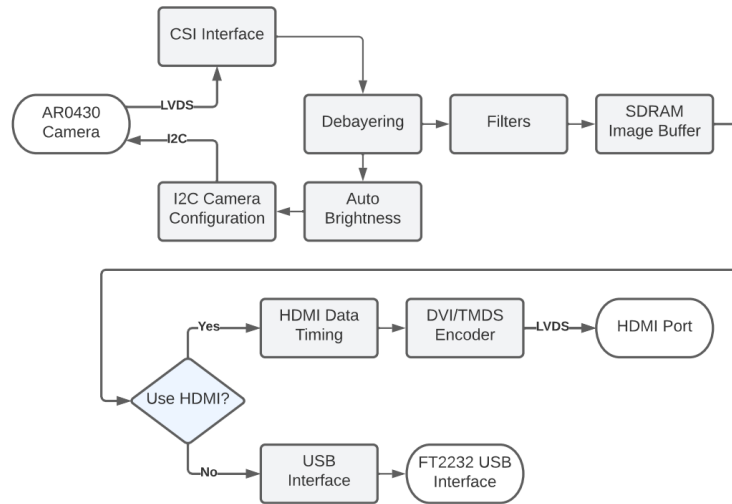 CSI Interface
LVDS
AR0430
Camera
I2C
Debayering
Filters
SDRAM
Image Buffer
I2C Camera
Configuration
Auto
Brightness
Use HDMI?
Yes
HDMI Data
Timing
DVI/TMDS
Encoder
LVDS
HDMI Port
No
USB
Interface
FT2232 USB
Interface